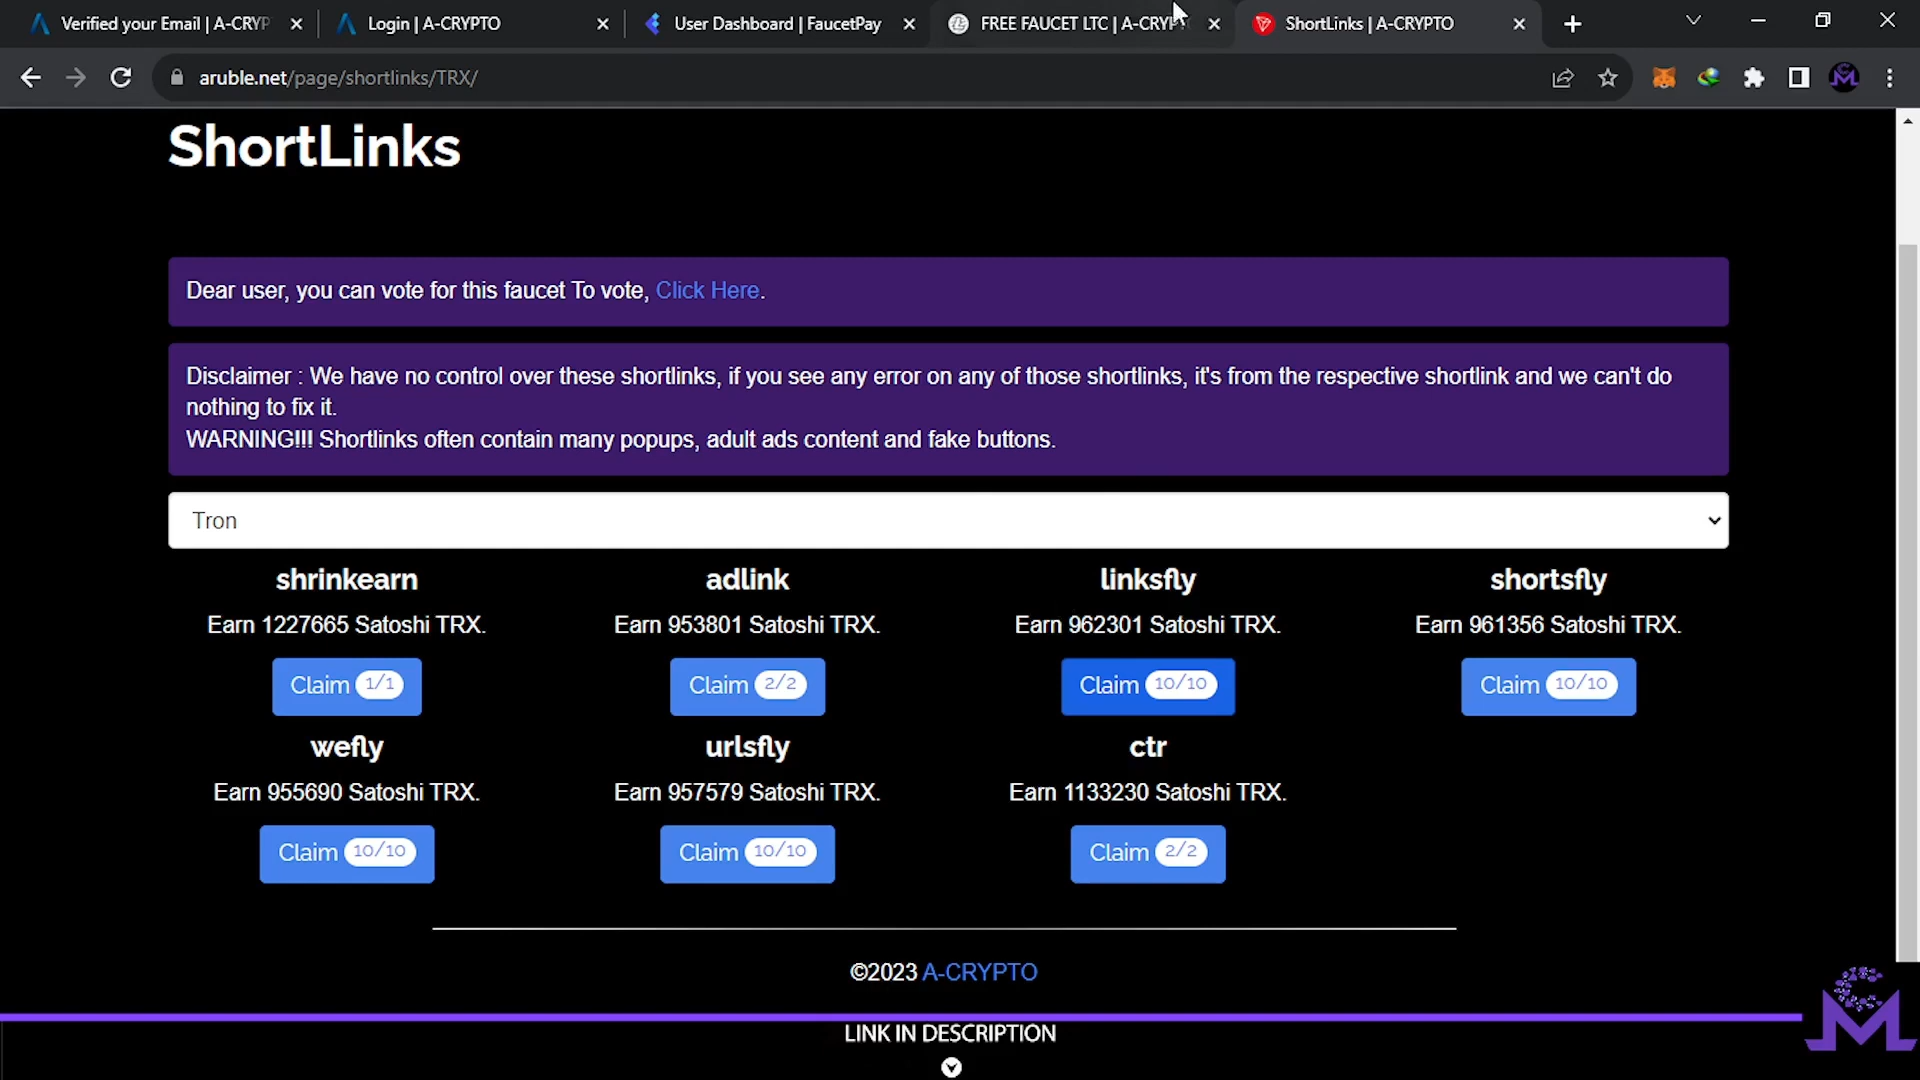 Verified your Email | A-CRYP
Login | A-CRYPTO
User Dashboard | FaucetPay
FREE FAUCET LTC | A-CRYP
ShortLinks | A-CRYPTO
aruble.net/page/shortlinks/TRX/
ShortLinks
Dear user, you can vote for this faucet To vote, Click Here.
Disclaimer : We have no control over these shortlinks, if you see any error on any of those shortlinks, it's from the respective shortlink and we can't do
nothing to fix it.
WARNING!!! Shortlinks often contain many popups, adult ads content and fake buttons.
Tron
shrinkearn
Earn 1227665 Satoshi TRX.
Claim 1/1
adlink
Earn 953801 Satoshi TRX.
Claim 2/2
linksfly
Earn 962301 Satoshi TRX.
Claim 10/10
shortsfly
Earn 961356 Satoshi TRX.
Claim 10/10
wefly
Earn 955690 Satoshi TRX.
Claim 10/10
urlsfly
Earn 957579 Satoshi TRX.
Claim 10/10
ctr
Earn 1133230 Satoshi TRX.
Claim 2/2
©2023 A-CRYPTO
LINK IN DESCRIPTION